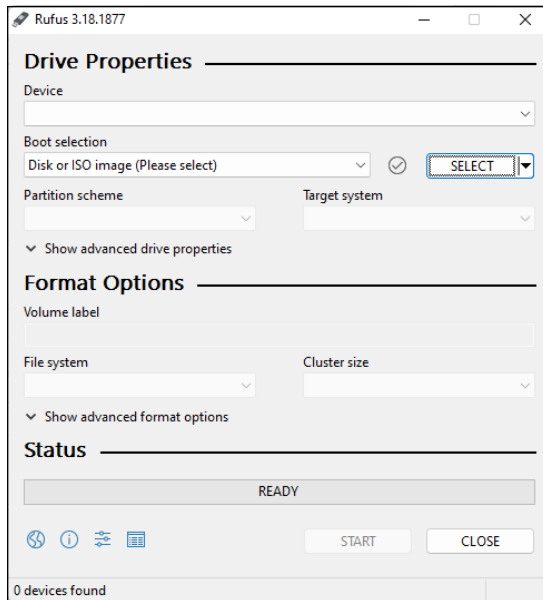 Rufus 3.18.1877
Drive Properties
Device
Boot selection
Disk or ISO image (Please select)
SELECT
Partition scheme Target system
Show advanced drive properties
Format Options
Volume label
File system Cluster size
Show advanced format options
Status
READY
START CLOSE
0 devices found